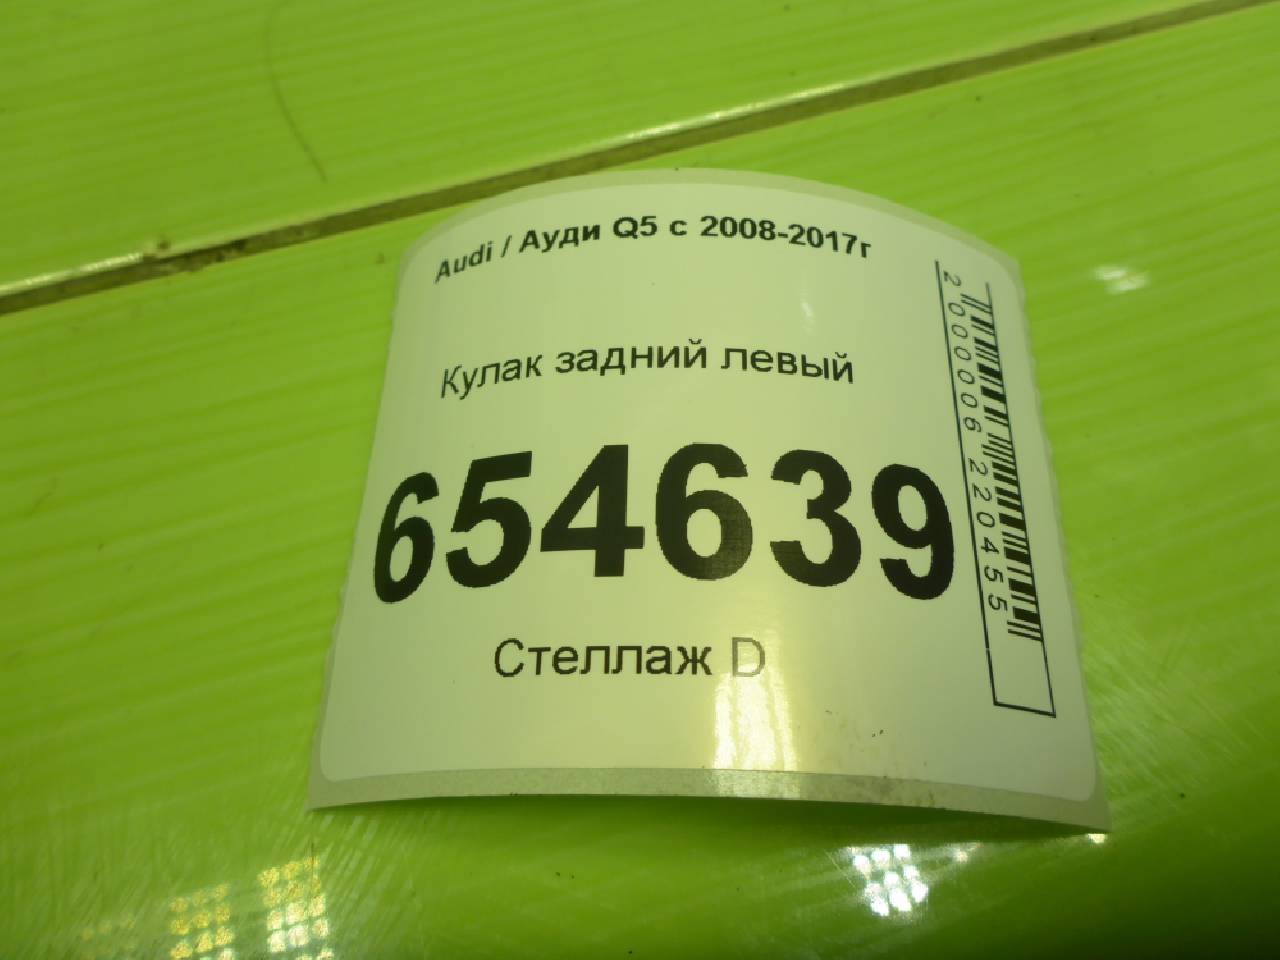 Audi / Ауди Q5 с 2008-2017г
Кулак задний левый
654639
Стеллаж D
2000006220455